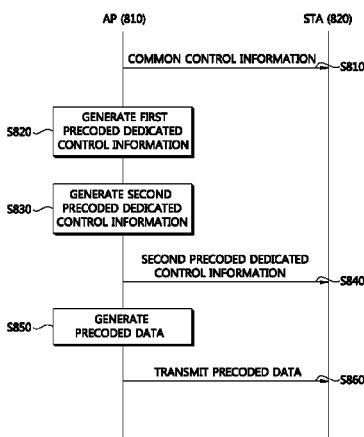 AP (810)
STA (820)
COMMON CONTROL INFORMATION
S810
S820
GENERATE FIRST
PRECODED DEDICATED
CONTROL INFORMATION
S830
GENERATE SECOND
PRECODED DEDICATED
CONTROL INFORMATION
SECOND PRECODED DEDICATED
CONTROL INFORMATION
S840
S850
GENERATE
PRECODED DATA
TRANSMIT PRECODED DATA
S860